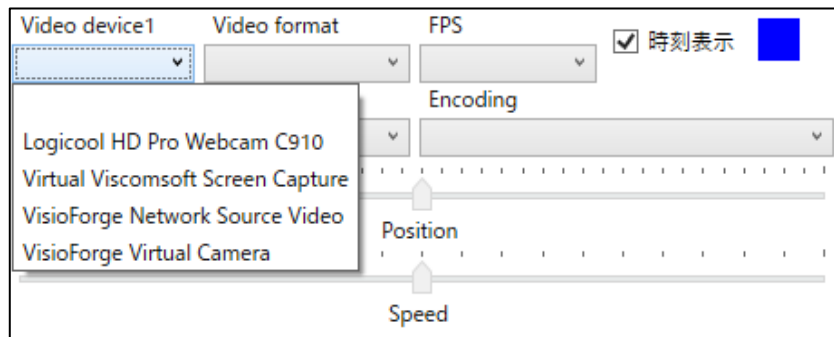 Video device1 Video format FPS
時刻表示
Encoding
Logicool HD Pro Webcam C910
Virtual Viscomsoft Screen Capture
VisioForge Network Source Video
Position
VisioForge Virtual Camera
Speed